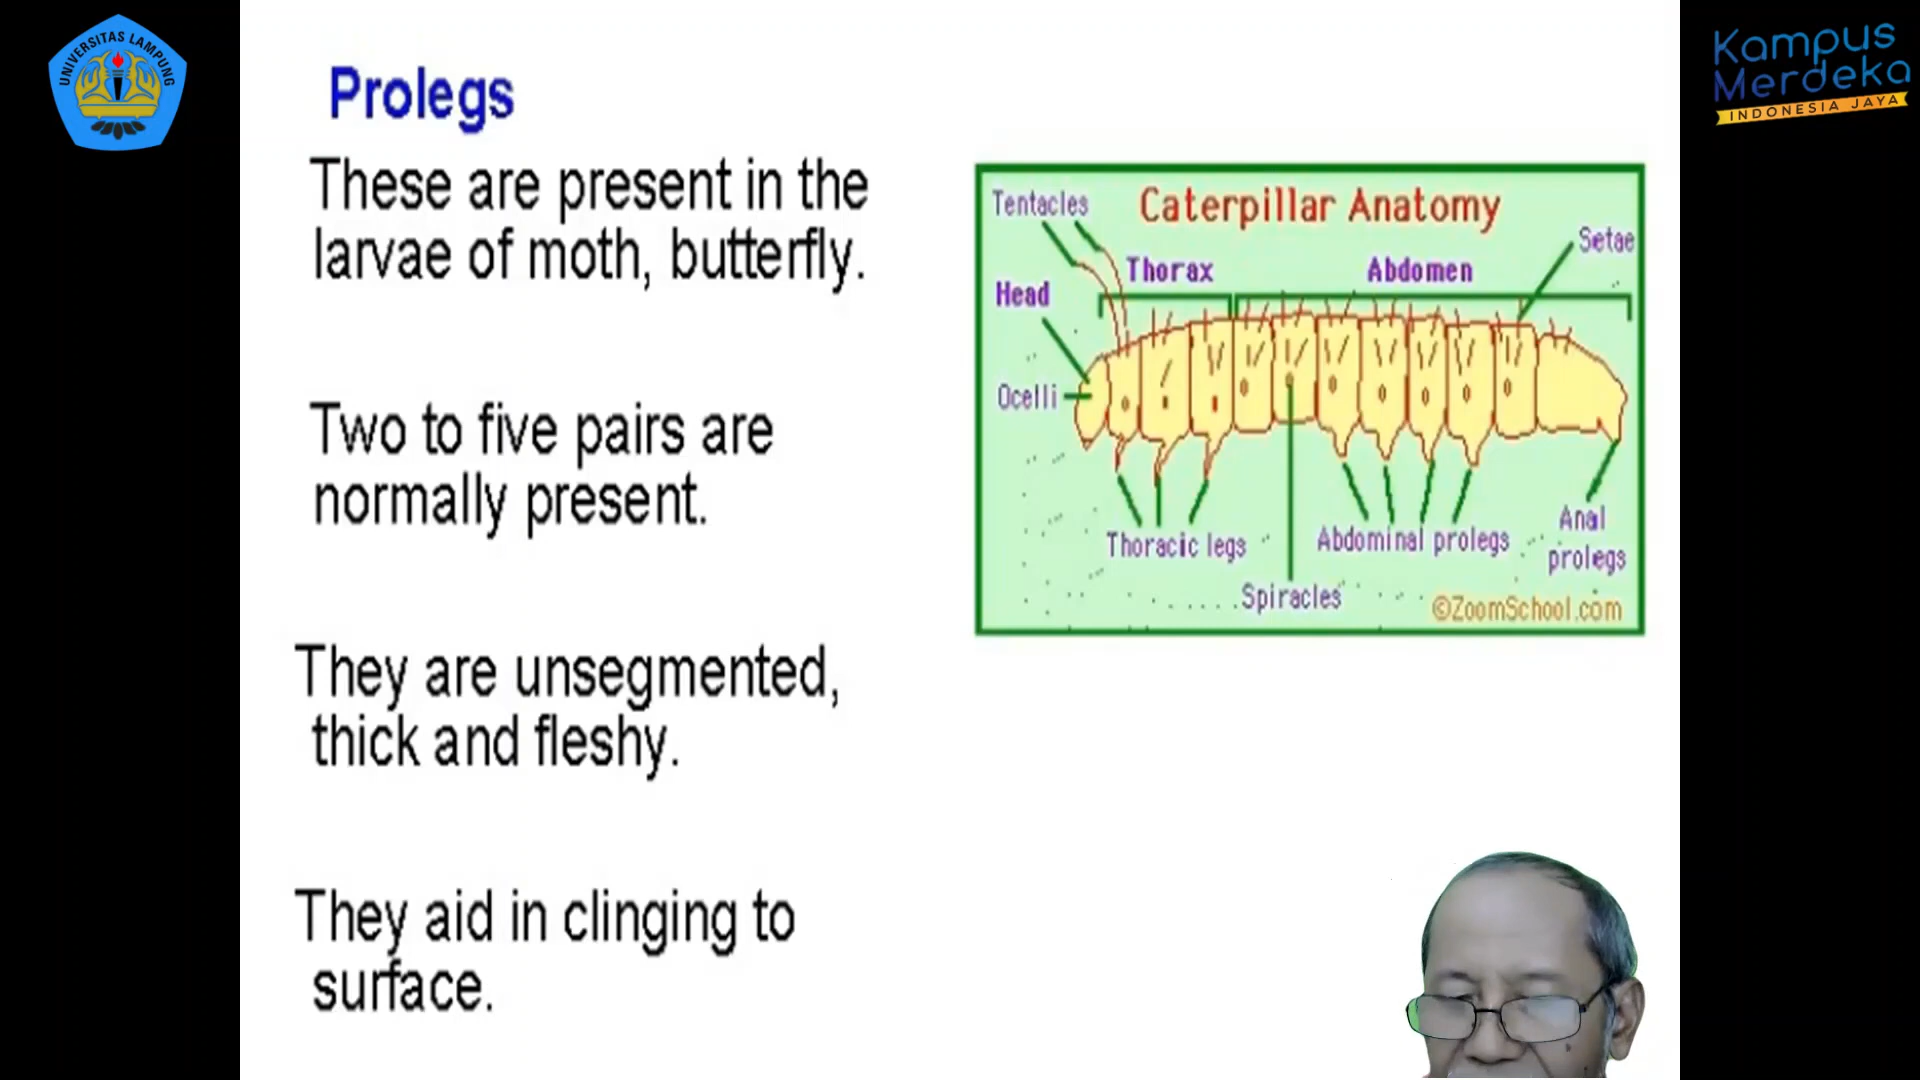 UNIVERSITAS LAMPUNG
Kampus
Merdeka
INDONESIA JAYA
Prolegs
These are present in the
larvae of moth, butterfly.
Two to five pairs are
normally present.
They are unsegmented,
thick and fleshy.
They aid in clinging to
surface.
Caterpillar Anatomy
Tentacles
Setae
Thorax
Abdomen
Head
Ocelli
Thoracic legs
Abdominal prolegs
Anal
prolegs
Spiracles
©ZoomSchool.com